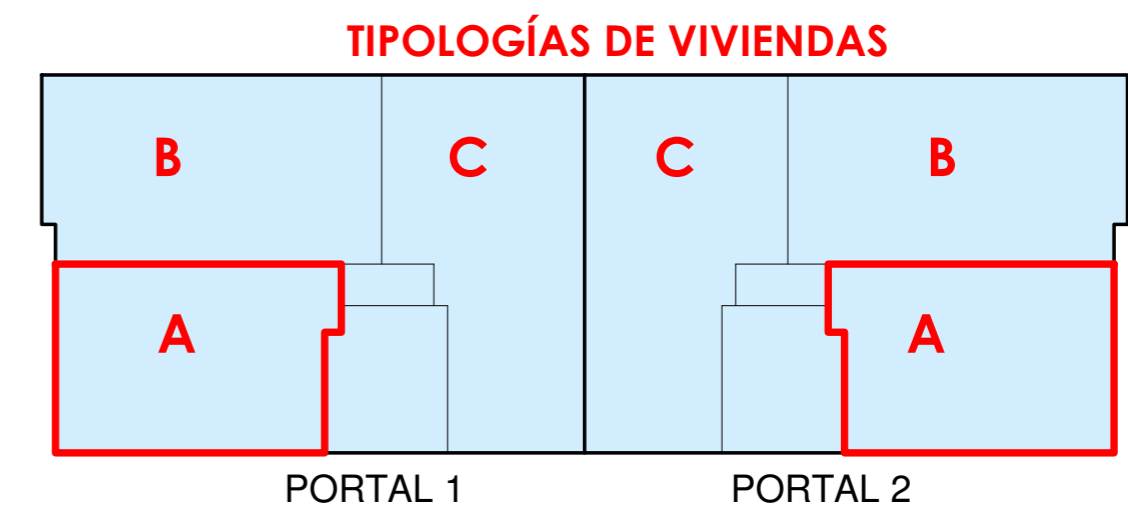 TIPOLOGÍAS DE VIVIENDAS
B C C B
A A
PORTAL 1 PORTAL 2